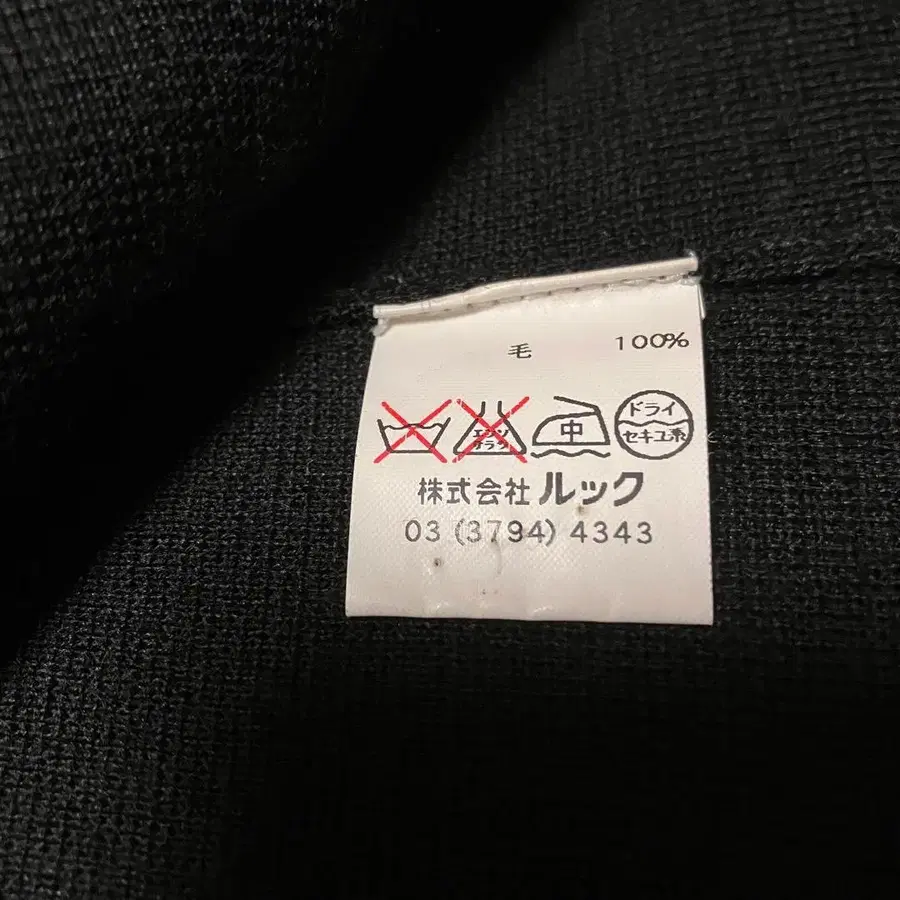 毛 100%
エンソ
サラシ
中
ドライ
セキユ系
株式会社 ルック
03 (3794) 4343